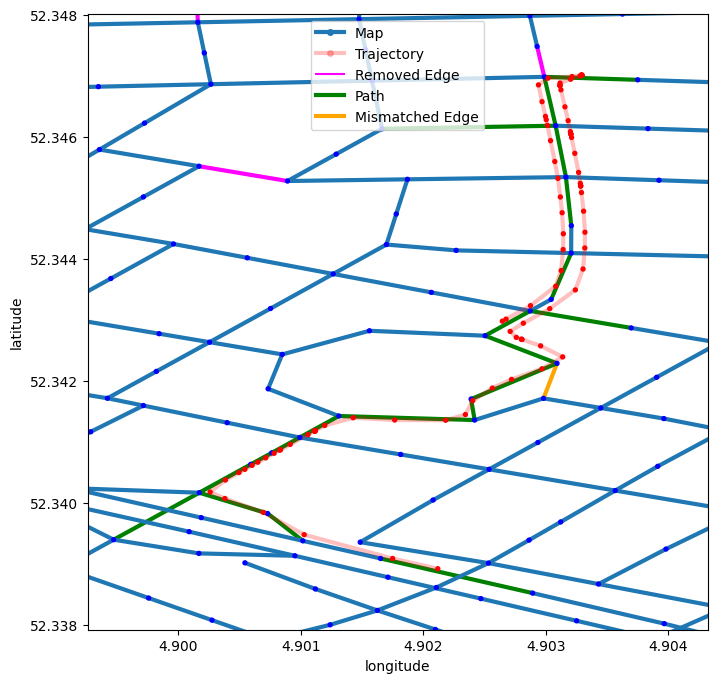 52.348
Map
Trajectory
Removed Edge
Path
Mismatched Edge
52.346
52.344
latitude
52.342
52.340
52.338
4.900 4.901 4.902 4.903 4.904
longitude